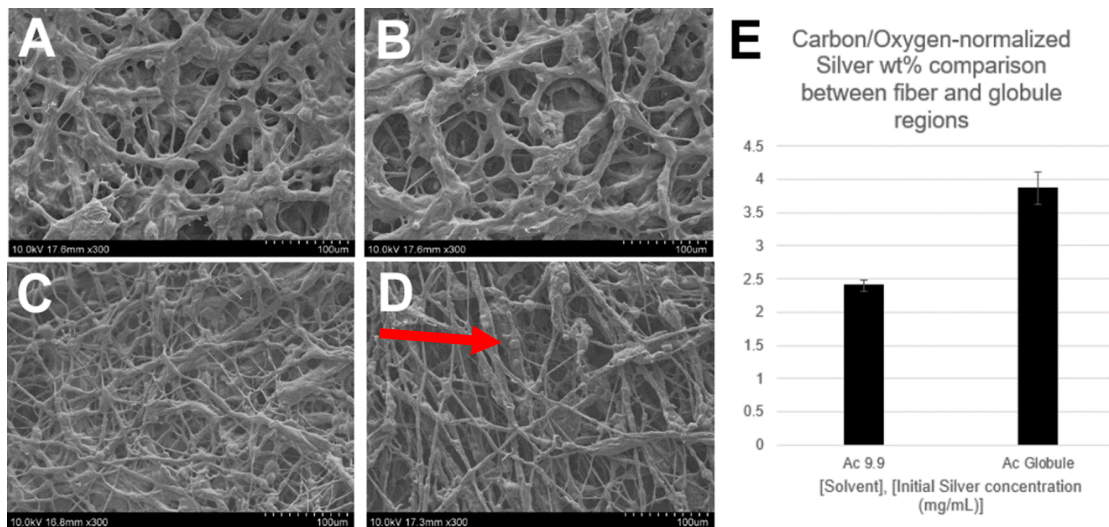 A
10.0kV 17.6mm x300
100um
B
10.0kV 17.6mm x300
100um
C
10.0kV 16.8mm x300
100um
D
10.0kV 17.3mm x300
100um
E
Carbon/Oxygen-normalized
Silver wt% comparison
between fiber and globule
regions
4.5
4
3.5
3
2.5
2
1.5
1
0.5
0
Ac 9.9
Ac Globule
[Solvent], [Initial Silver concentration
(mg/mL)]